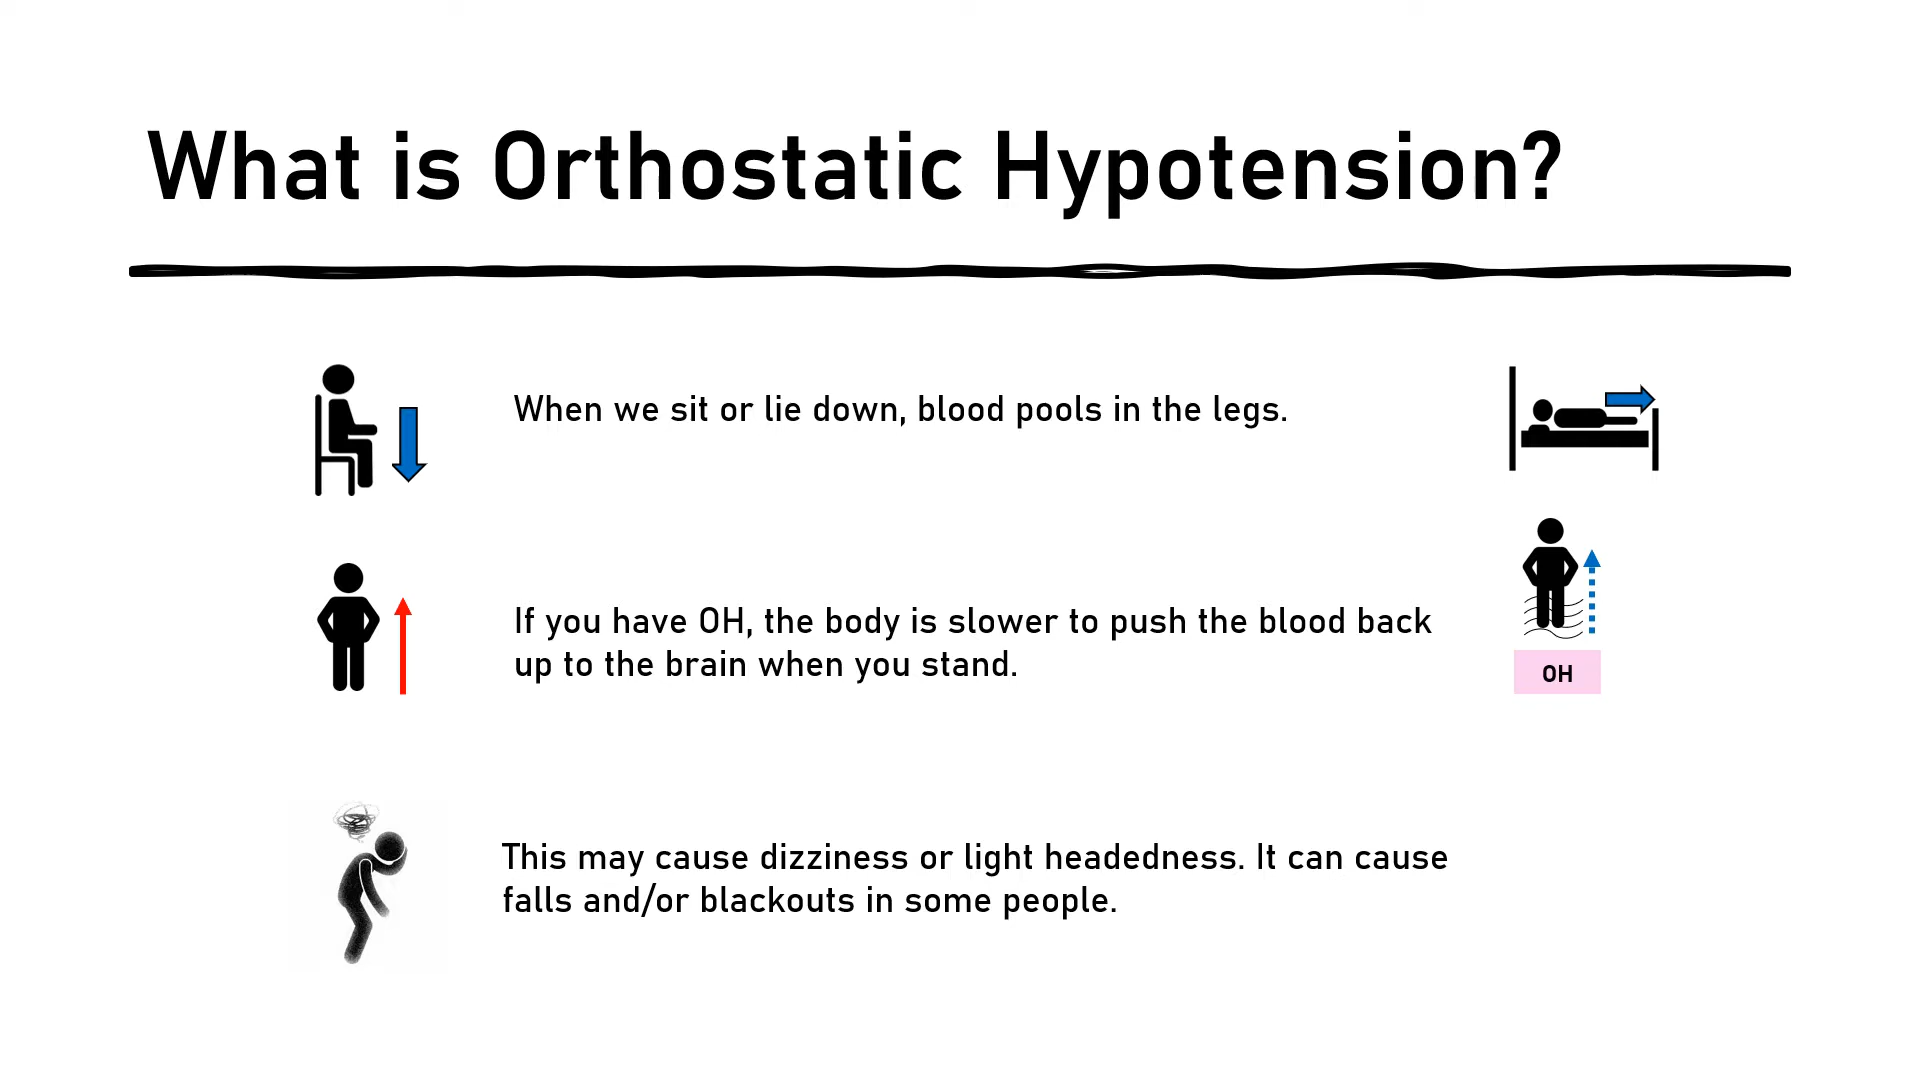 What is Orthostatic Hypotension?
When we sit or lie down, blood pools in the legs.
If you have OH, the body is slower to push the blood back
up to the brain when you stand.
OH
This may cause dizziness or light headedness. It can cause
falls and/or blackouts in some people.